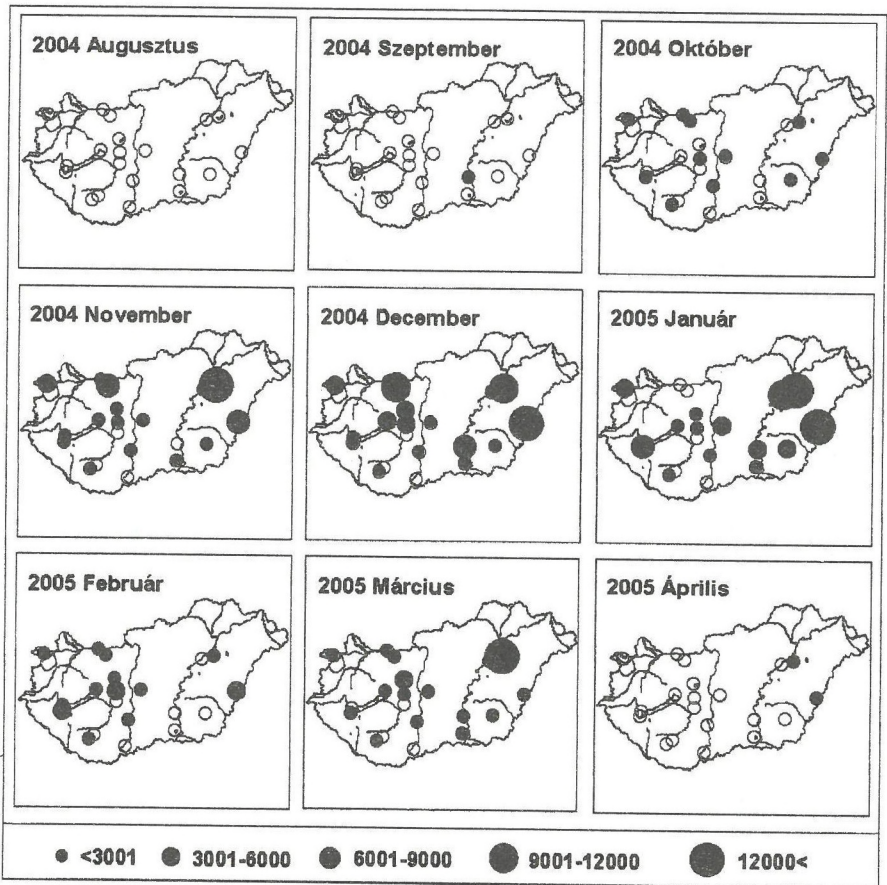 2004 Augusztus
2004 Szeptember
2004 Október
2004 November
2004 December
2005 Január
2005 Február
2005 Március
2005 Április
<3001
3001-6000
6001-9000
9001-12000
12000<